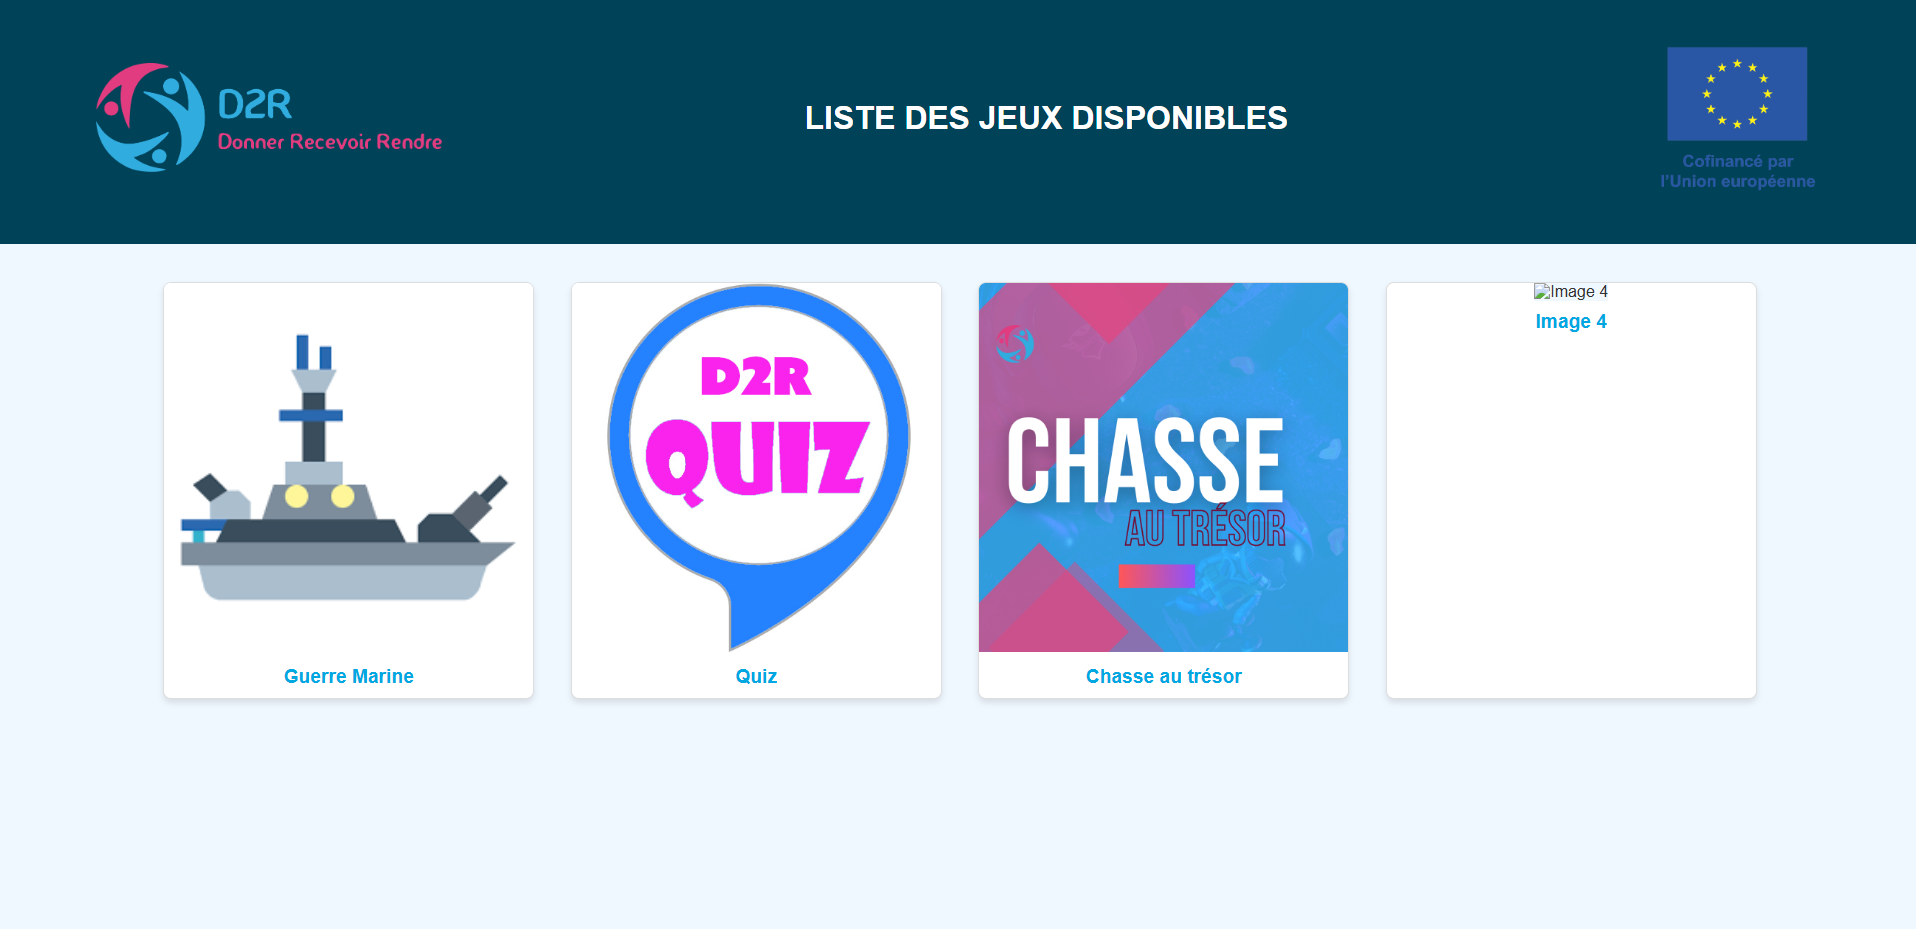 D2R
Donner Recevoir Rendre
LISTE DES JEUX DISPONIBLES
Cofinancé par
l'Union européenne
D2R
QUIZ
CHASSE
AU TRÉSOR
Image 4
Image 4
Guerre Marine
Quiz
Chasse au trésor